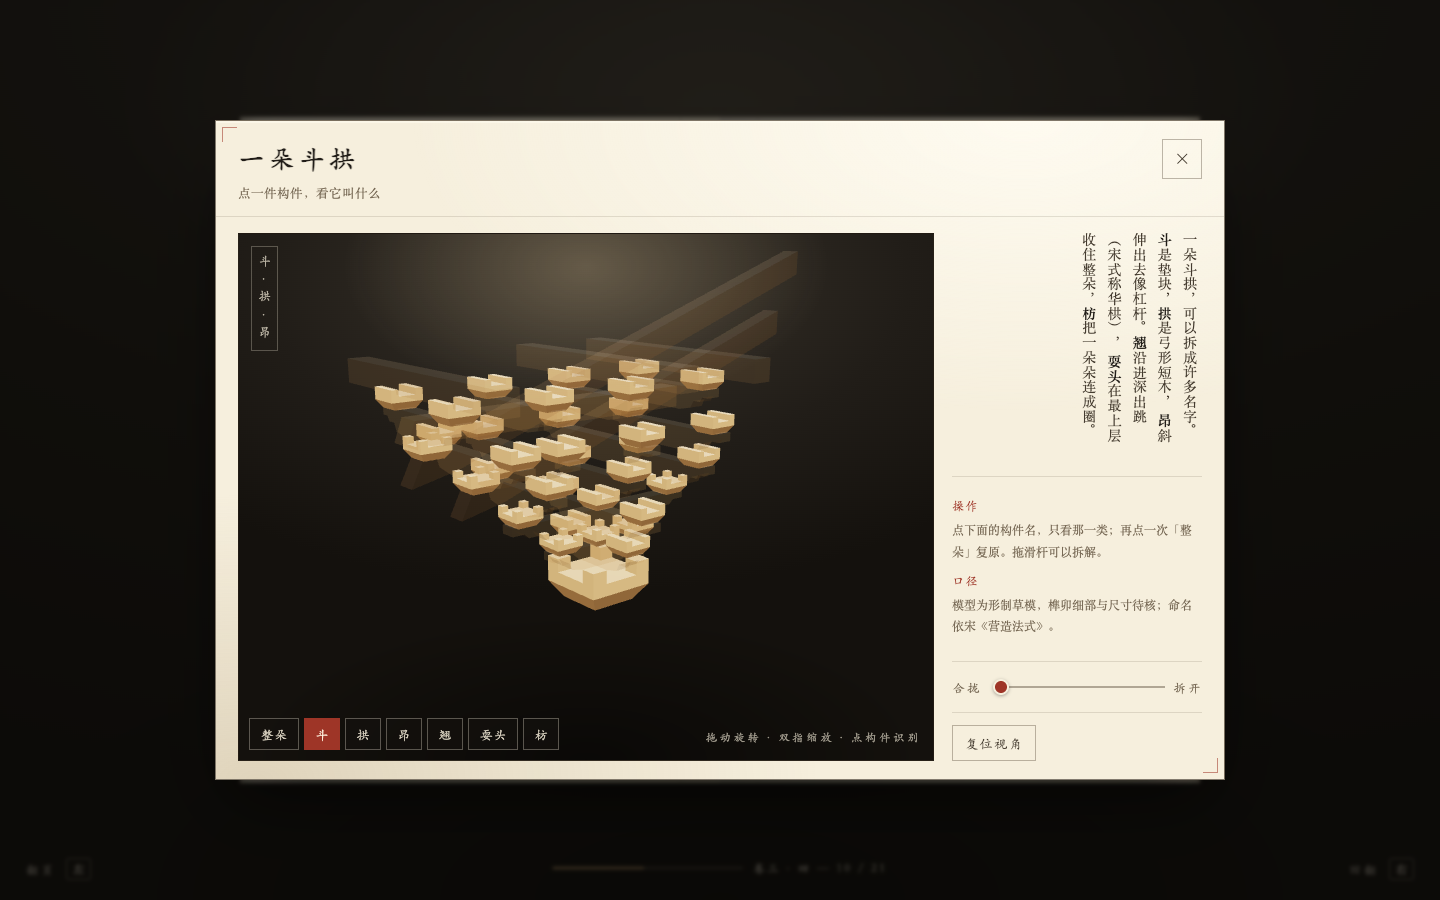 一朵斗拱
点一件构件，看它叫什么
×
斗·拱·昂
一朵斗拱，可以拆成许多名字。
斗是垫块，拱是弓形短木，昂斜
伸出去像杠杆。翘沿进深出跳
（宋式称华栱），耍头在最上层
收住整朵，枋把一朵朵连成圈。
操作
点下面的构件名，只看那一类；再点一次「整
朵」复原。拖滑杆可以拆解。
口径
模型为形制草模，榫卯细部与尺寸待核；命名
依宋《营造法式》。
合拢
拆开
整朵
斗
拱
昂
翘
耍头
枋
拖动旋转 · 双指缩放 · 点构件识别
复位视角